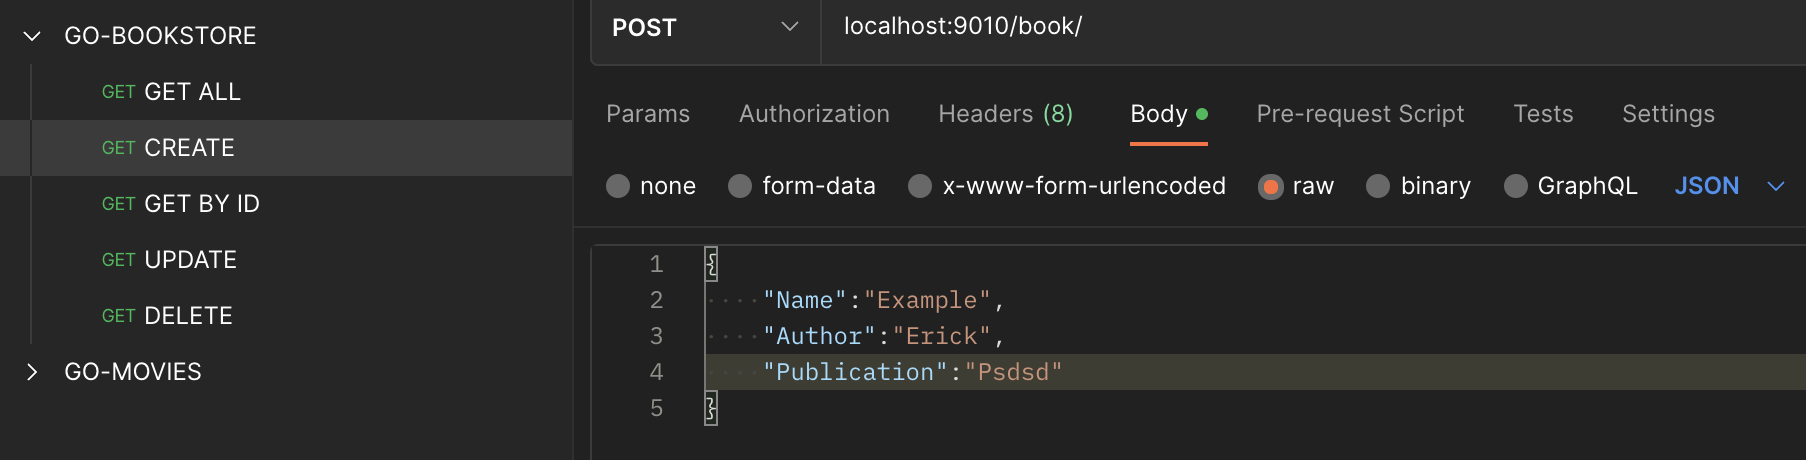 GO-BOOKSTORE
GET GET ALL
GET CREATE
GET GET BY ID
GET UPDATE
GET DELETE
GO-MOVIES
POST localhost:9010/book/
Params Authorization Headers (8) Body Pre-request Script Tests Settings
none form-data x-www-form-urlencoded raw binary GraphQL JSON
1 {
2 "Name":"Example",
3 "Author":"Erick",
4 "Publication":"Psdsd"
5 }